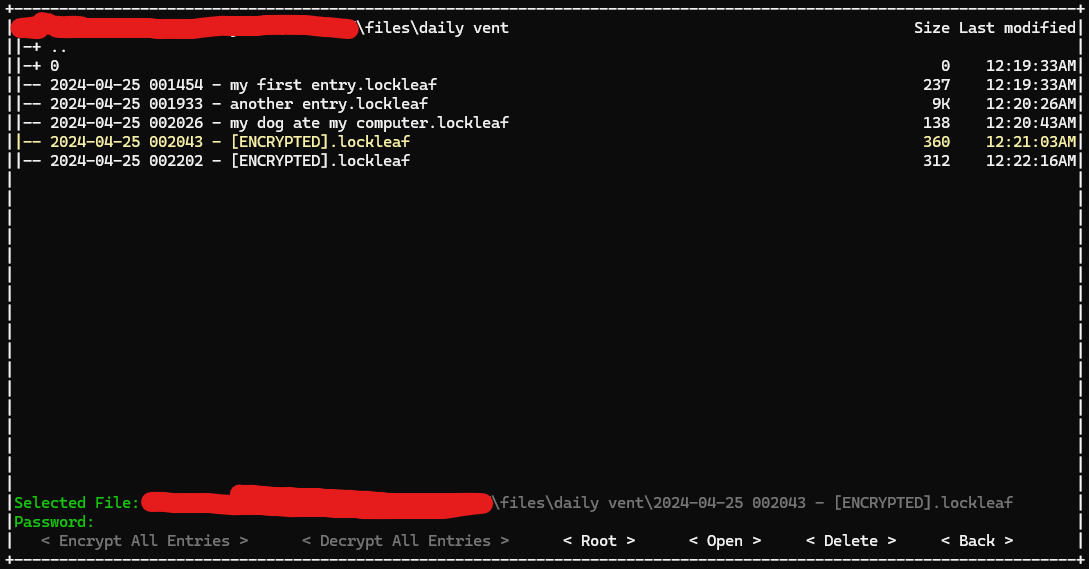 \files\daily vent Size Last modified
|-+ ..
|-+ 0 0 12:19:33AM
|-- 2024-04-25 001454 - my first entry.lockleaf 237 12:19:33AM
|-- 2024-04-25 001933 - another entry.lockleaf 9K 12:20:26AM
|-- 2024-04-25 002026 - my dog ate my computer.lockleaf 138 12:20:43AM
|-- 2024-04-25 002043 - [ENCRYPTED].lockleaf 360 12:21:03AM
|-- 2024-04-25 002202 - [ENCRYPTED].lockleaf 312 12:22:16AM
Selected File: \files\daily vent\2024-04-25 002043 - [ENCRYPTED].lockleaf
Password:
< Encrypt All Entries > < Decrypt All Entries > < Root > < Open > < Delete > < Back >